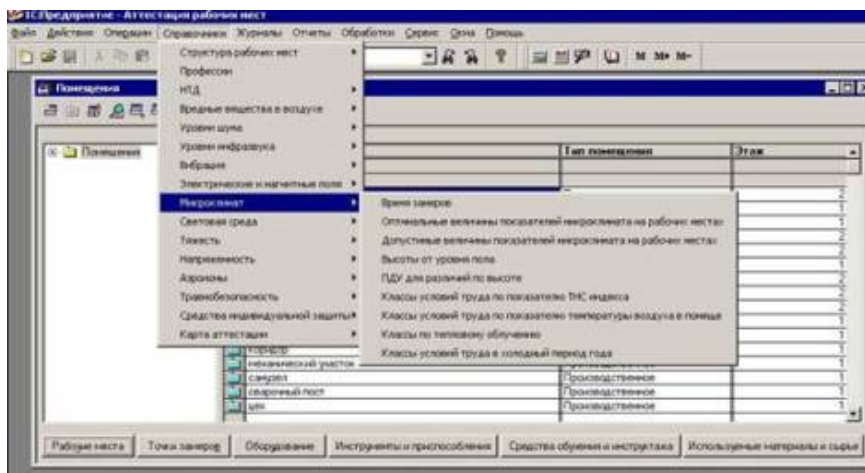 1С:Предприятие - Аттестация рабочих мест
Файл Действия Операции Справочники Журналы Отчеты Обработки Сервис Окна Помощь
M M+ M-
Структура рабочих мест
Профессии
НТД
Вредные вещества в воздухе
Уровни шума
Уровни инфразвука
Вибрация
Электрические и магнитные поля
Микроклимат
Световая среда
Тяжесть
Напряженность
Аэроионы
Травмобезопасность
Средства индивидуальной защиты
Карта аттестации
Время замеров
Оптимальные величины показателей микроклимата на рабочих местах
Допустимые величины показателей микроклимата на рабочих местах
Высоты от уровня пола
ПДУ для различий по высоте
Классы условий труда по показателю ТНС индекса
Классы условий труда по показателю температуры воздуха в помеще
Классы по тепловому облучению
Классы условий труда в холодный период года
Помещения
Помещения
Тип помещения Этаж
коридор
механический участок
санузел Производственное 1
сварочный пост Производственное 1
цех Производственное 1
Рабочие места Точки замеров Оборудование Инструменты и приспособления Средства обучения и инструктажа Используемые материалы и сырье